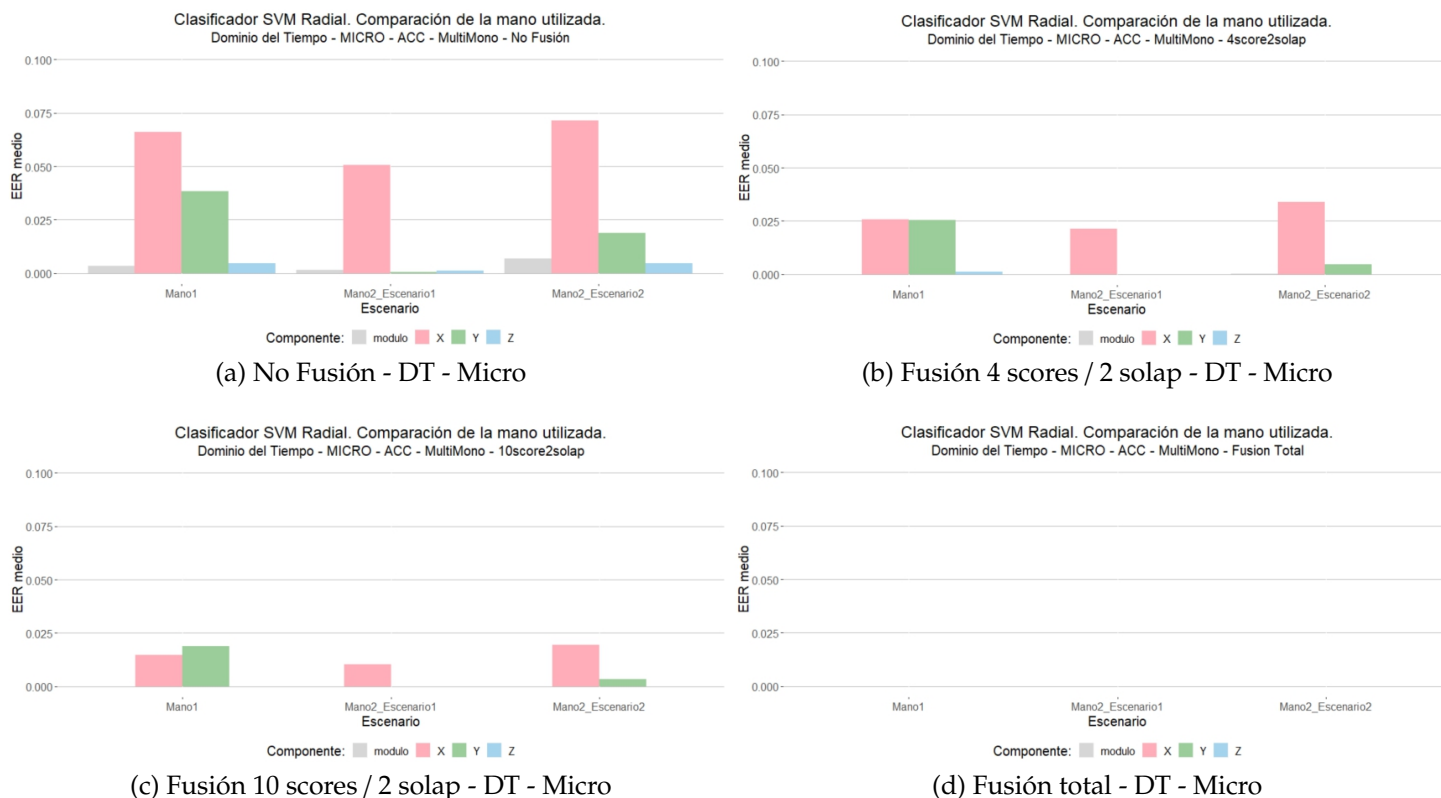 Clasificador SVM Radial. Comparación de la mano utilizada.
Dominio del Tiempo - MICRO - ACC - MultiMono - No Fusión
0.100
0.075
0.050
0.025
0.000
EER medio
Mano1 Mano2_Escenario1 Mano2_Escenario2
Escenario
Componente: modulo X Y Z
(a) No Fusión - DT - Micro
Clasificador SVM Radial. Comparación de la mano utilizada.
Dominio del Tiempo - MICRO - ACC - MultiMono - 4score2solap
0.100
0.075
0.050
0.025
0.000
EER medio
Mano1 Mano2_Escenario1 Mano2_Escenario2
Escenario
Componente: modulo X Y Z
(b) Fusión 4 scores / 2 solap - DT - Micro
Clasificador SVM Radial. Comparación de la mano utilizada.
Dominio del Tiempo - MICRO - ACC - MultiMono - 10score2solap
0.100
0.075
0.050
0.025
0.000
EER medio
Mano1 Mano2_Escenario1 Mano2_Escenario2
Escenario
Componente: modulo X Y Z
(c) Fusión 10 scores / 2 solap - DT - Micro
Clasificador SVM Radial. Comparación de la mano utilizada.
Dominio del Tiempo - MICRO - ACC - MultiMono - Fusion Total
0.100
0.075
0.050
0.025
0.000
EER medio
Mano1 Mano2_Escenario1 Mano2_Escenario2
Escenario
Componente: modulo X Y Z
(d) Fusión total - DT - Micro